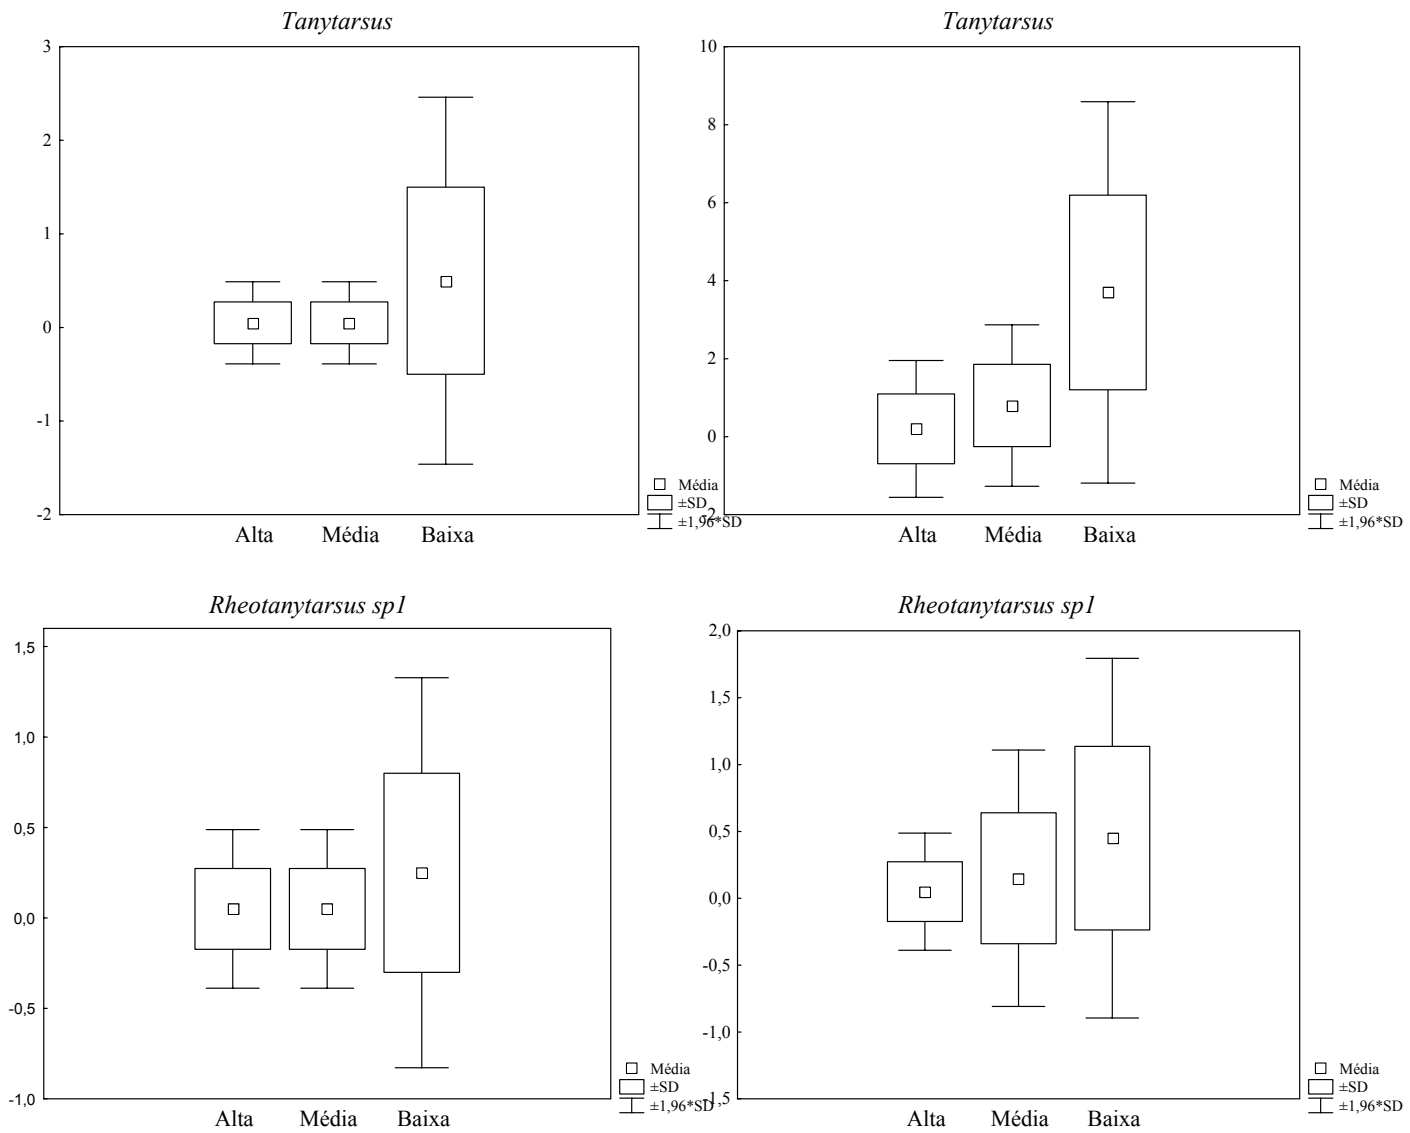 Tanytarsus
3
2
1
0
-1
-2
Alta Média Baixa
Média
±SD
±1,96*SD
Tanytarsus
10
8
6
4
2
0
-2
Alta Média Baixa
Média
±SD
±1,96*SD
Rheotanytarsus sp1
1,5
1,0
0,5
0,0
-0,5
-1,0
Alta Média Baixa
Média
±SD
±1,96*SD
Rheotanytarsus sp1
2,0
1,5
1,0
0,5
0,0
-0,5
-1,0
-1,5
Alta Média Baixa
Média
±SD
±1,96*SD